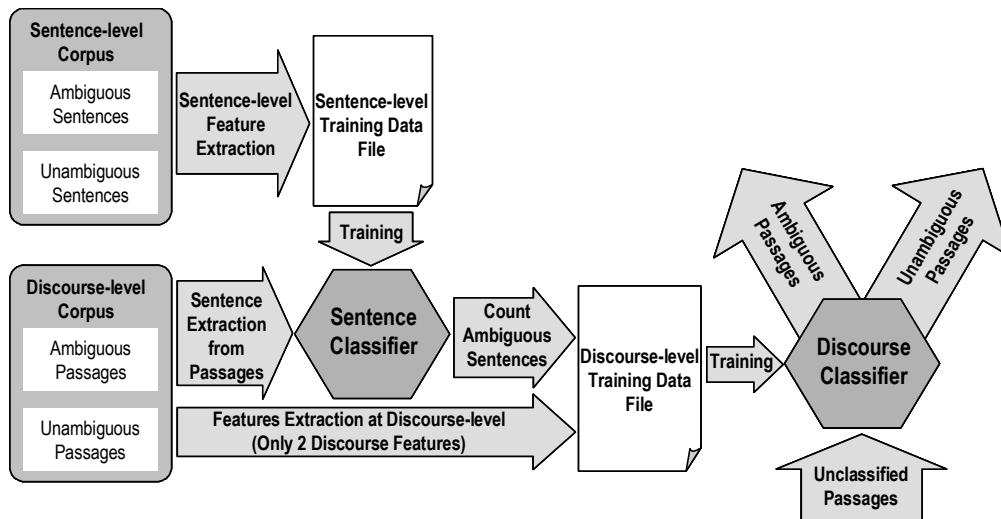 Sentence-level
Corpus
Ambiguous
Sentences
Unambiguous
Sentences
Sentence-level
Feature
Extraction
Sentence-level
Training Data
File
Training
Discourse-level
Corpus
Ambiguous
Passages
Unambiguous
Passages
Sentence
Extraction
from
Passages
Sentence
Classifier
Count
Ambiguous
Sentences
Features Extraction at Discourse-level
(Only 2 Discourse Features)
Discourse-level
Training Data
File
Training
Discourse
Classifier
Ambiguous
Passages
Unambiguous
Passages
Unclassified
Passages